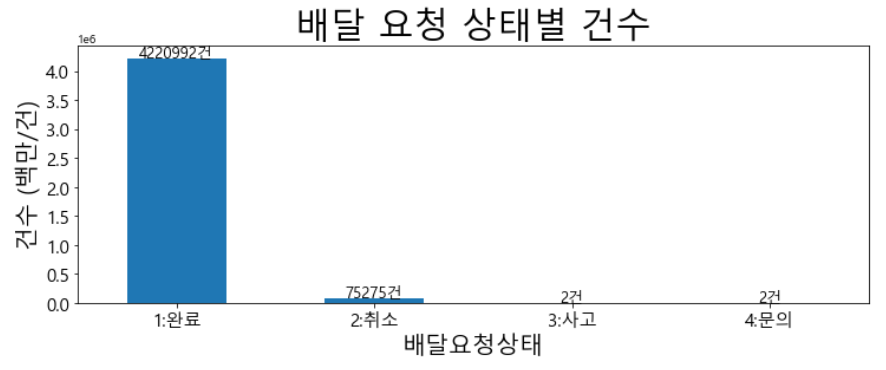 배달 요청 상태별 건수
1e6
4220992건
4.0
3.5
3.0
2.5
2.0
1.5
1.0
0.5
0.0
건수 (백만/건)
75275건
2건
2건
1:완료
2:취소
3:사고
4:문의
배달요청상태